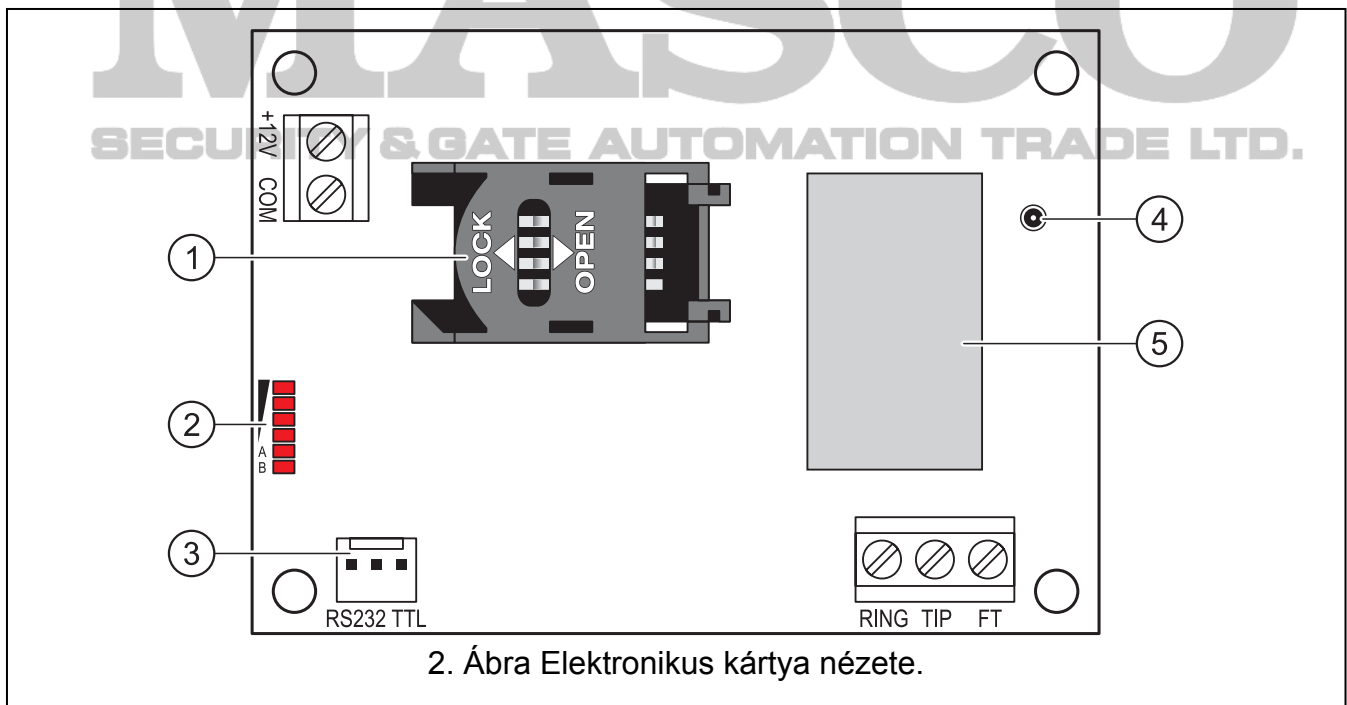 MASCO
SECURITY & GATE AUTOMATION TRADE LTD.
+12V
COM
LOCK
OPEN
1
2
3
4
5
A
B
RS232 TTL
RING TIP FT
2. Ábra Elektronikus kártya nézete.